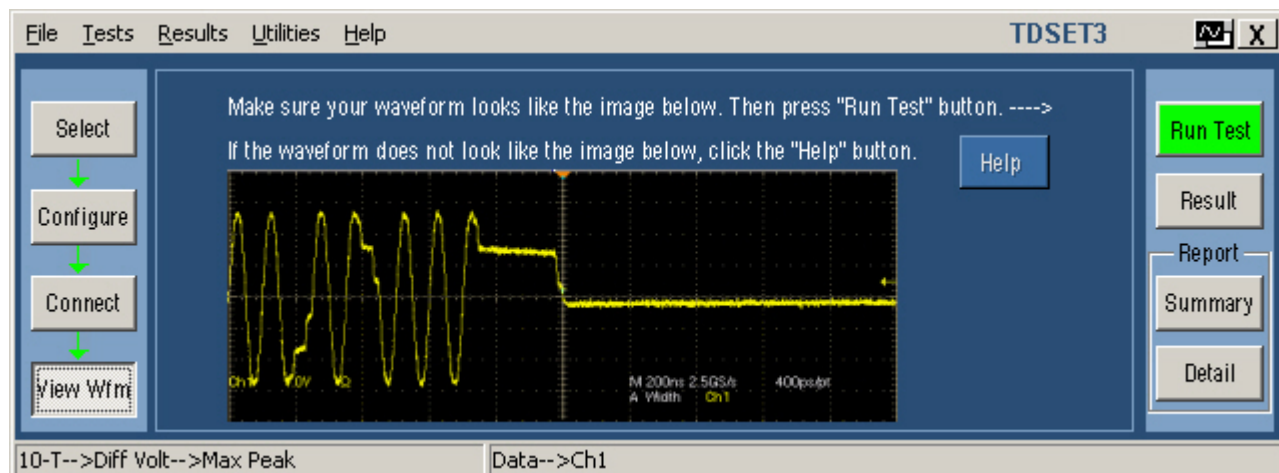 File Tests Results Utilities Help TDSET3 X
Make sure your waveform looks like the image below. Then press "Run Test" button. ---->
If the waveform does not look like the image below, click the "Help" button.
Help
Select
Configure
Connect
View Wfm
M 200ns 2.5GS/s 400ps/pt
A Width Ch1
Run Test
Result
Report
Summary
Detail
10-T-->Diff Volt-->Max Peak Data-->Ch1